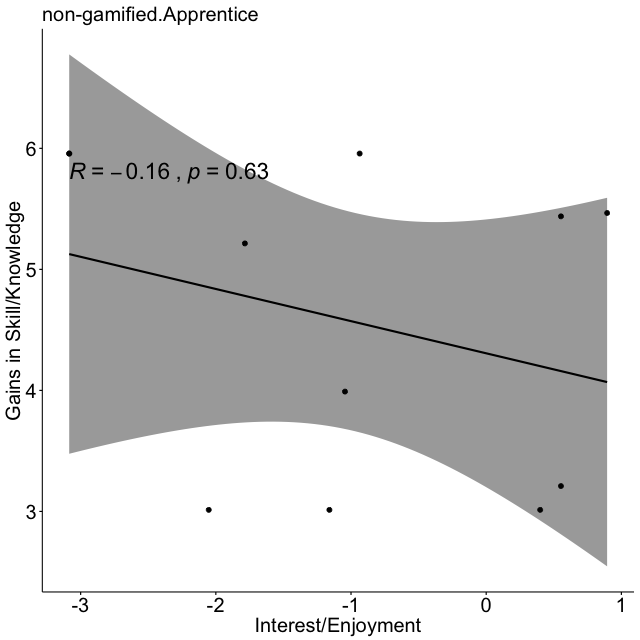 non-gamified.Apprentice
6
R = −0.16 , p = 0.63
5
4
3
Gains in Skill/Knowledge
-3 -2 -1 0 1
Interest/Enjoyment